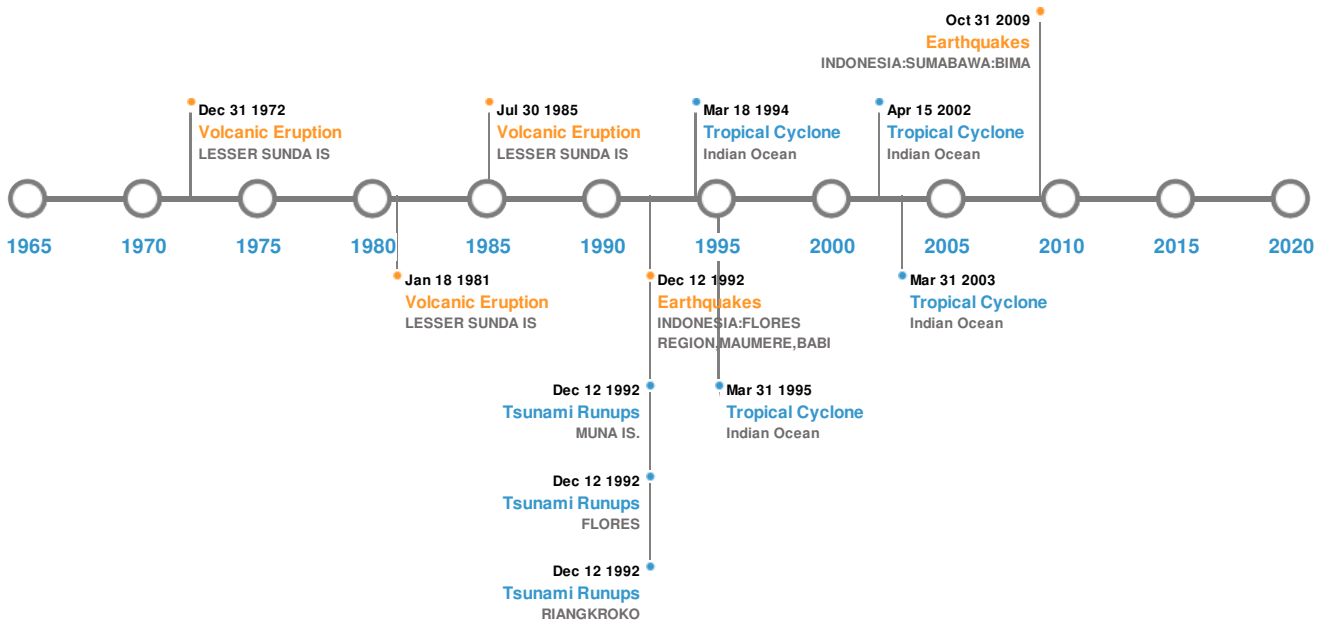 Oct 31 2009
Earthquakes
INDONESIA:SUMABAWA:BIMA
Dec 31 1972
Volcanic Eruption
LESSER SUNDA IS
Jul 30 1985
Volcanic Eruption
LESSER SUNDA IS
Mar 18 1994
Tropical Cyclone
Indian Ocean
Apr 15 2002
Tropical Cyclone
Indian Ocean
1965 1970 1975 1980 1985 1990 1995 2000 2005 2010 2015 2020
Jan 18 1981
Volcanic Eruption
LESSER SUNDA IS
Dec 12 1992
Earthquakes
INDONESIA:FLORES
REGION,MAUMERE,BABI
Mar 31 2003
Tropical Cyclone
Indian Ocean
Dec 12 1992
Tsunami Runups
MUNA IS.
Mar 31 1995
Tropical Cyclone
Indian Ocean
Dec 12 1992
Tsunami Runups
FLORES
Dec 12 1992
Tsunami Runups
RIANGKROKO